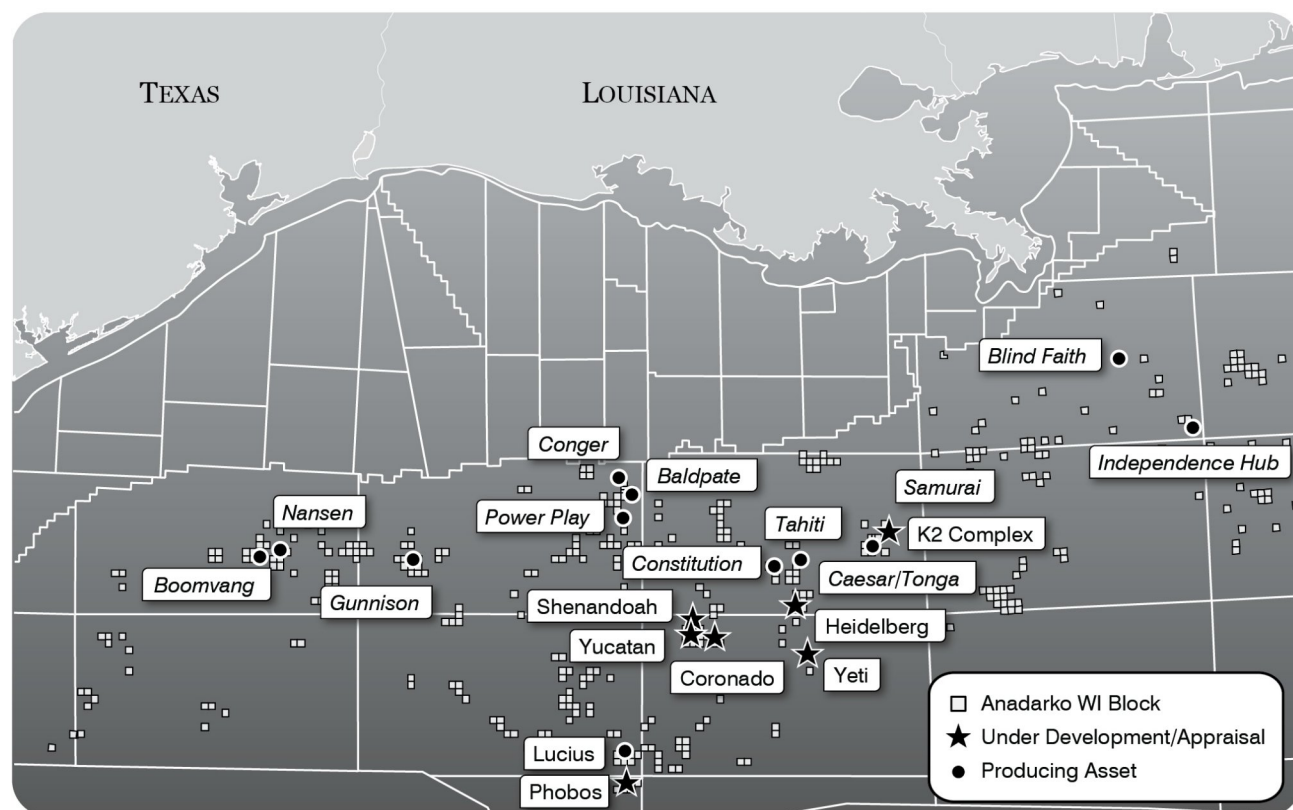 TEXAS
LOUISIANA
Blind Faith
Independence Hub
Conger
Baldpate
Samurai
Nansen
Power Play
Tahiti
K2 Complex
Constitution
Boomvang
Caesar/Tonga
Gunnison
Shenandoah
Heidelberg
Yucatan
Coronado
Yeti
Anadarko WI Block
Under Development/Appraisal
Producing Asset
Lucius
Phobos